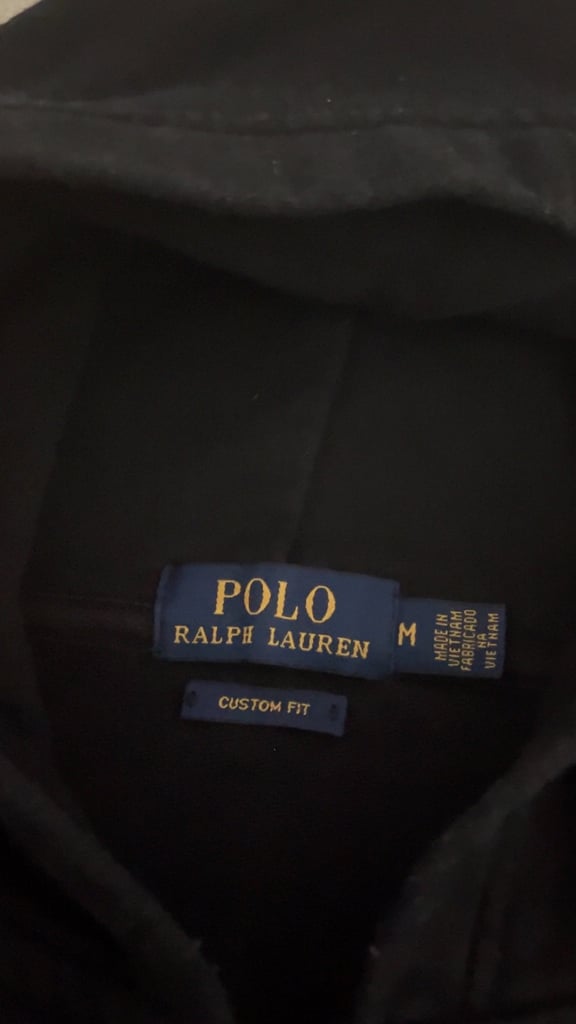 POLO
RALPH LAUREN
M
MADE IN
VIETNAM
FABRICADO
NA
VIETNAM
CUSTOM FIT